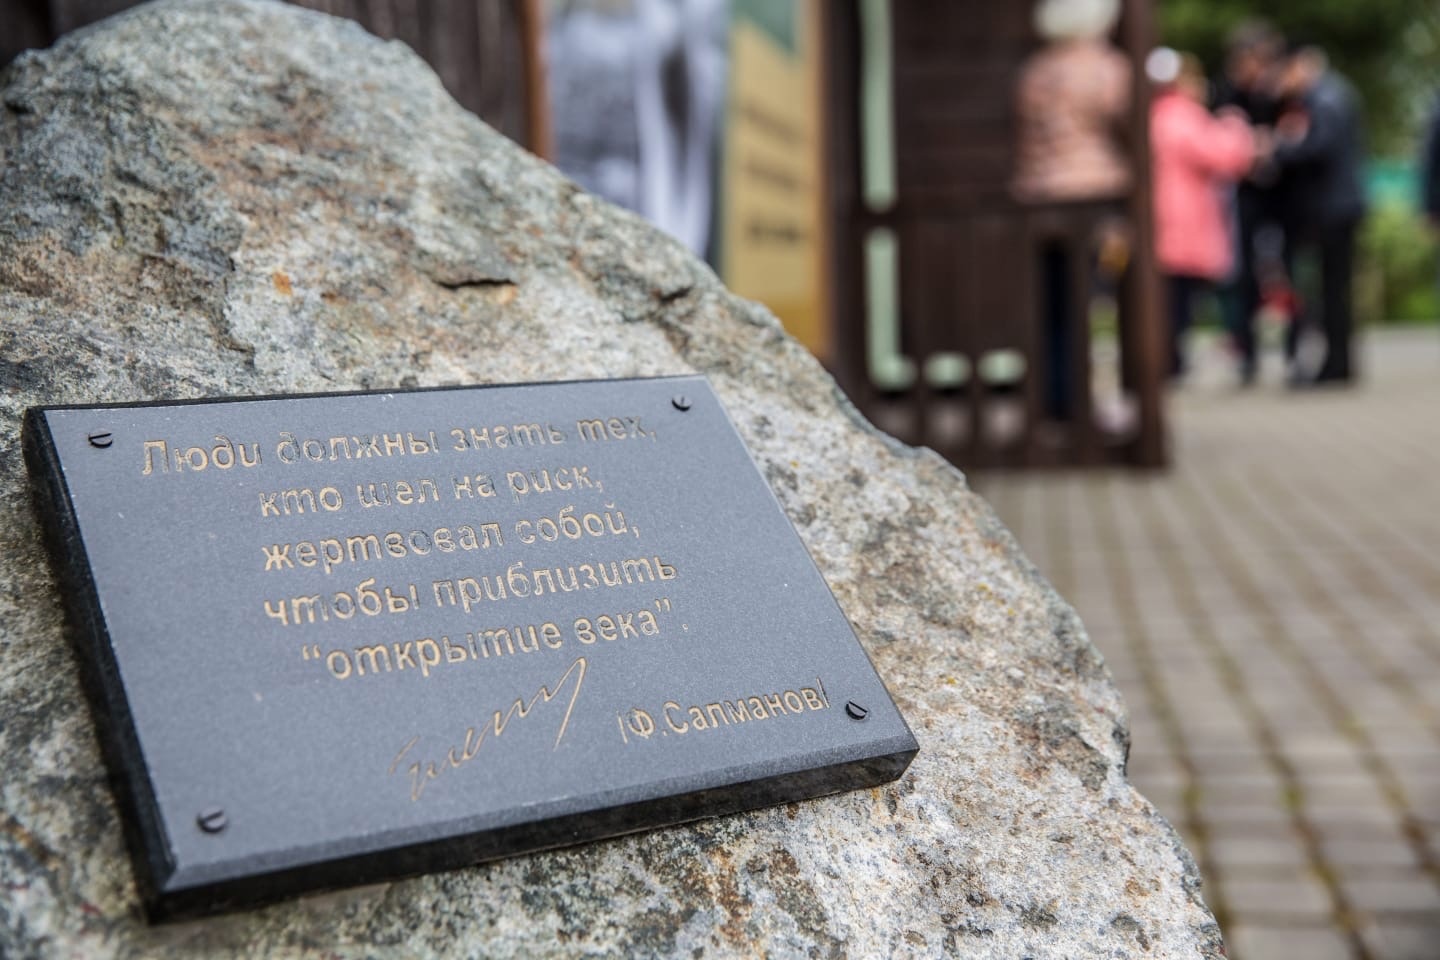 Люди должны знать тех,
кто шел на риск,
жертвовал собой,
чтобы приблизить
“открытие века”.
/Ф.Салманов/